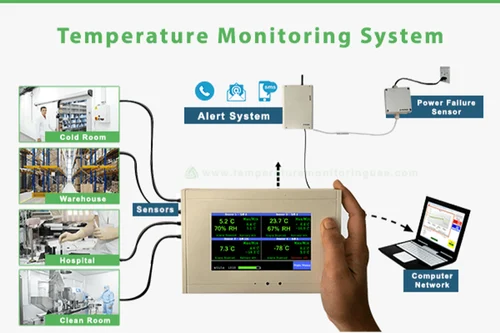 Temperature Monitoring System
sms
Alert System
Power Failure
Sensor
Cold Room
www.temperaturemonitoringuae.com
Warehouse
Sensors
5.2 C
70% RH
23.7 C
67% RH
7.3 C
-78 C
Hospital
Computer
Network
Clean Room